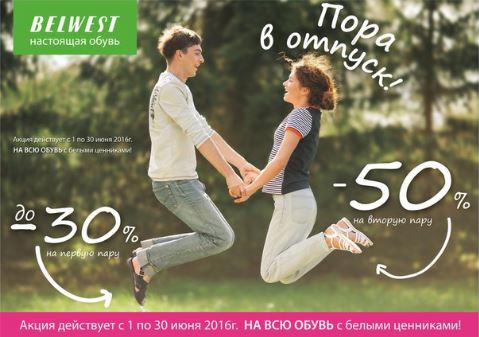 BELWEST
настоящая обувь
Пора
в отпуск!
Акция действует с 1 по 30 июня 2016г.
НА ВСЮ ОБУВЬ с белыми ценниками!
-50%
на вторую пару
до -30%
на первую пару
Акция действует с 1 по 30 июня 2016г. НА ВСЮ ОБУВЬ с белыми ценниками!